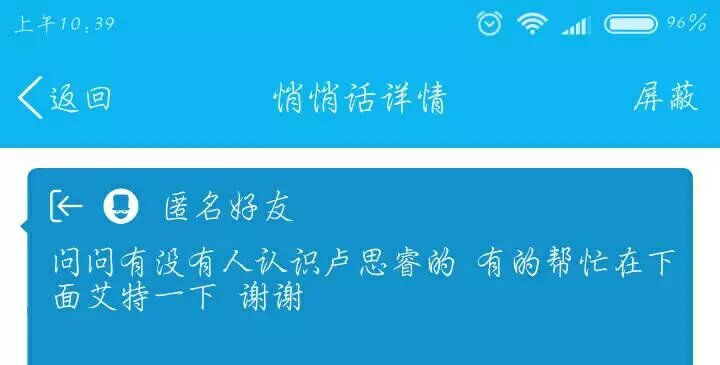 上午10:39
96%
返回 悄悄话详情 屏蔽
匿名好友
问问有没有人认识卢思睿的 有的帮忙在下
面艾特一下 谢谢